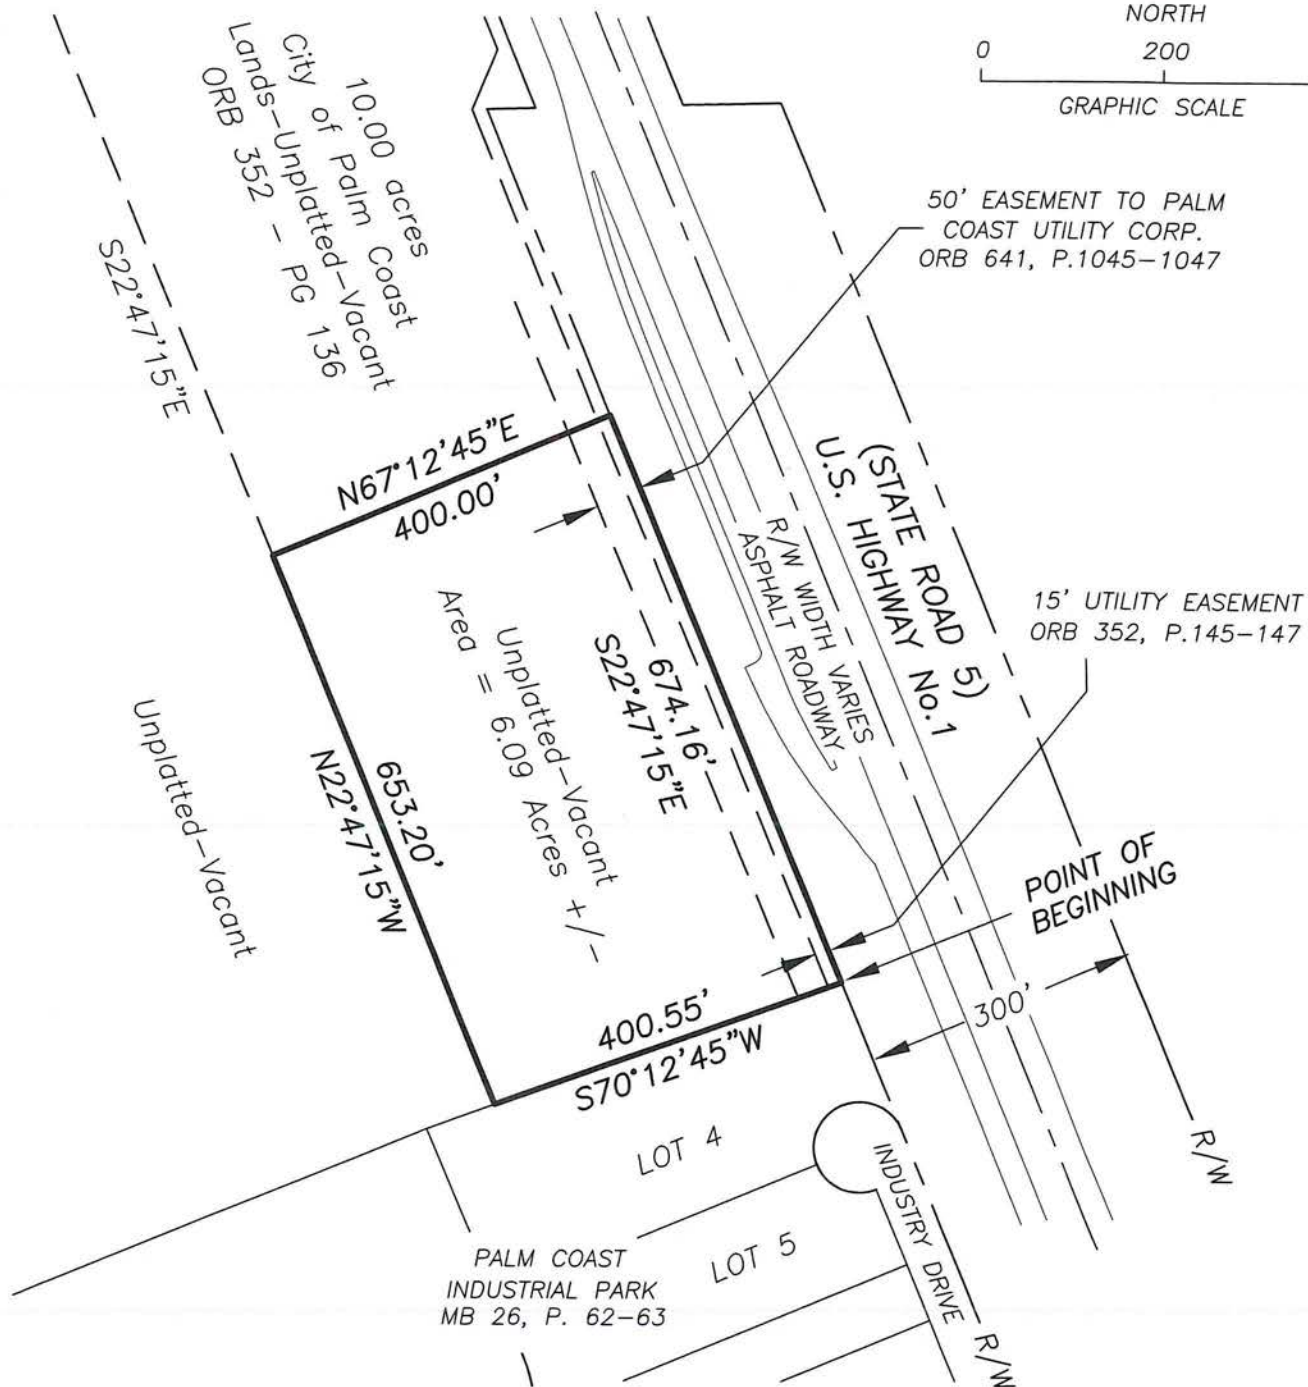 NORTH
0 200
GRAPHIC SCALE
10.00 acres
City of Palm Coast
Lands-Unplatted-Vacant
ORB 352 - PG 136
S22°47'15"E
50' EASEMENT TO PALM
COAST UTILITY CORP.
ORB 641, P.1045-1047
N67°12'45"E
400.00'
(STATE ROAD 5)
U.S. HIGHWAY No.1
R/W WIDTH VARIES
ASPHALT ROADWAY
15' UTILITY EASEMENT
ORB 352, P.145-147
674.16'
S22°47'15"E
Unplatted-Vacant
Area = 6.09 Acres +/-
653.20'
N22°47'15"W
Unplatted-Vacant
POINT OF
BEGINNING
300'
400.55'
S70°12'45"W
R/W
LOT 4
INDUSTRY DRIVE
LOT 5
PALM COAST
INDUSTRIAL PARK
MB 26, P. 62-63
R/W